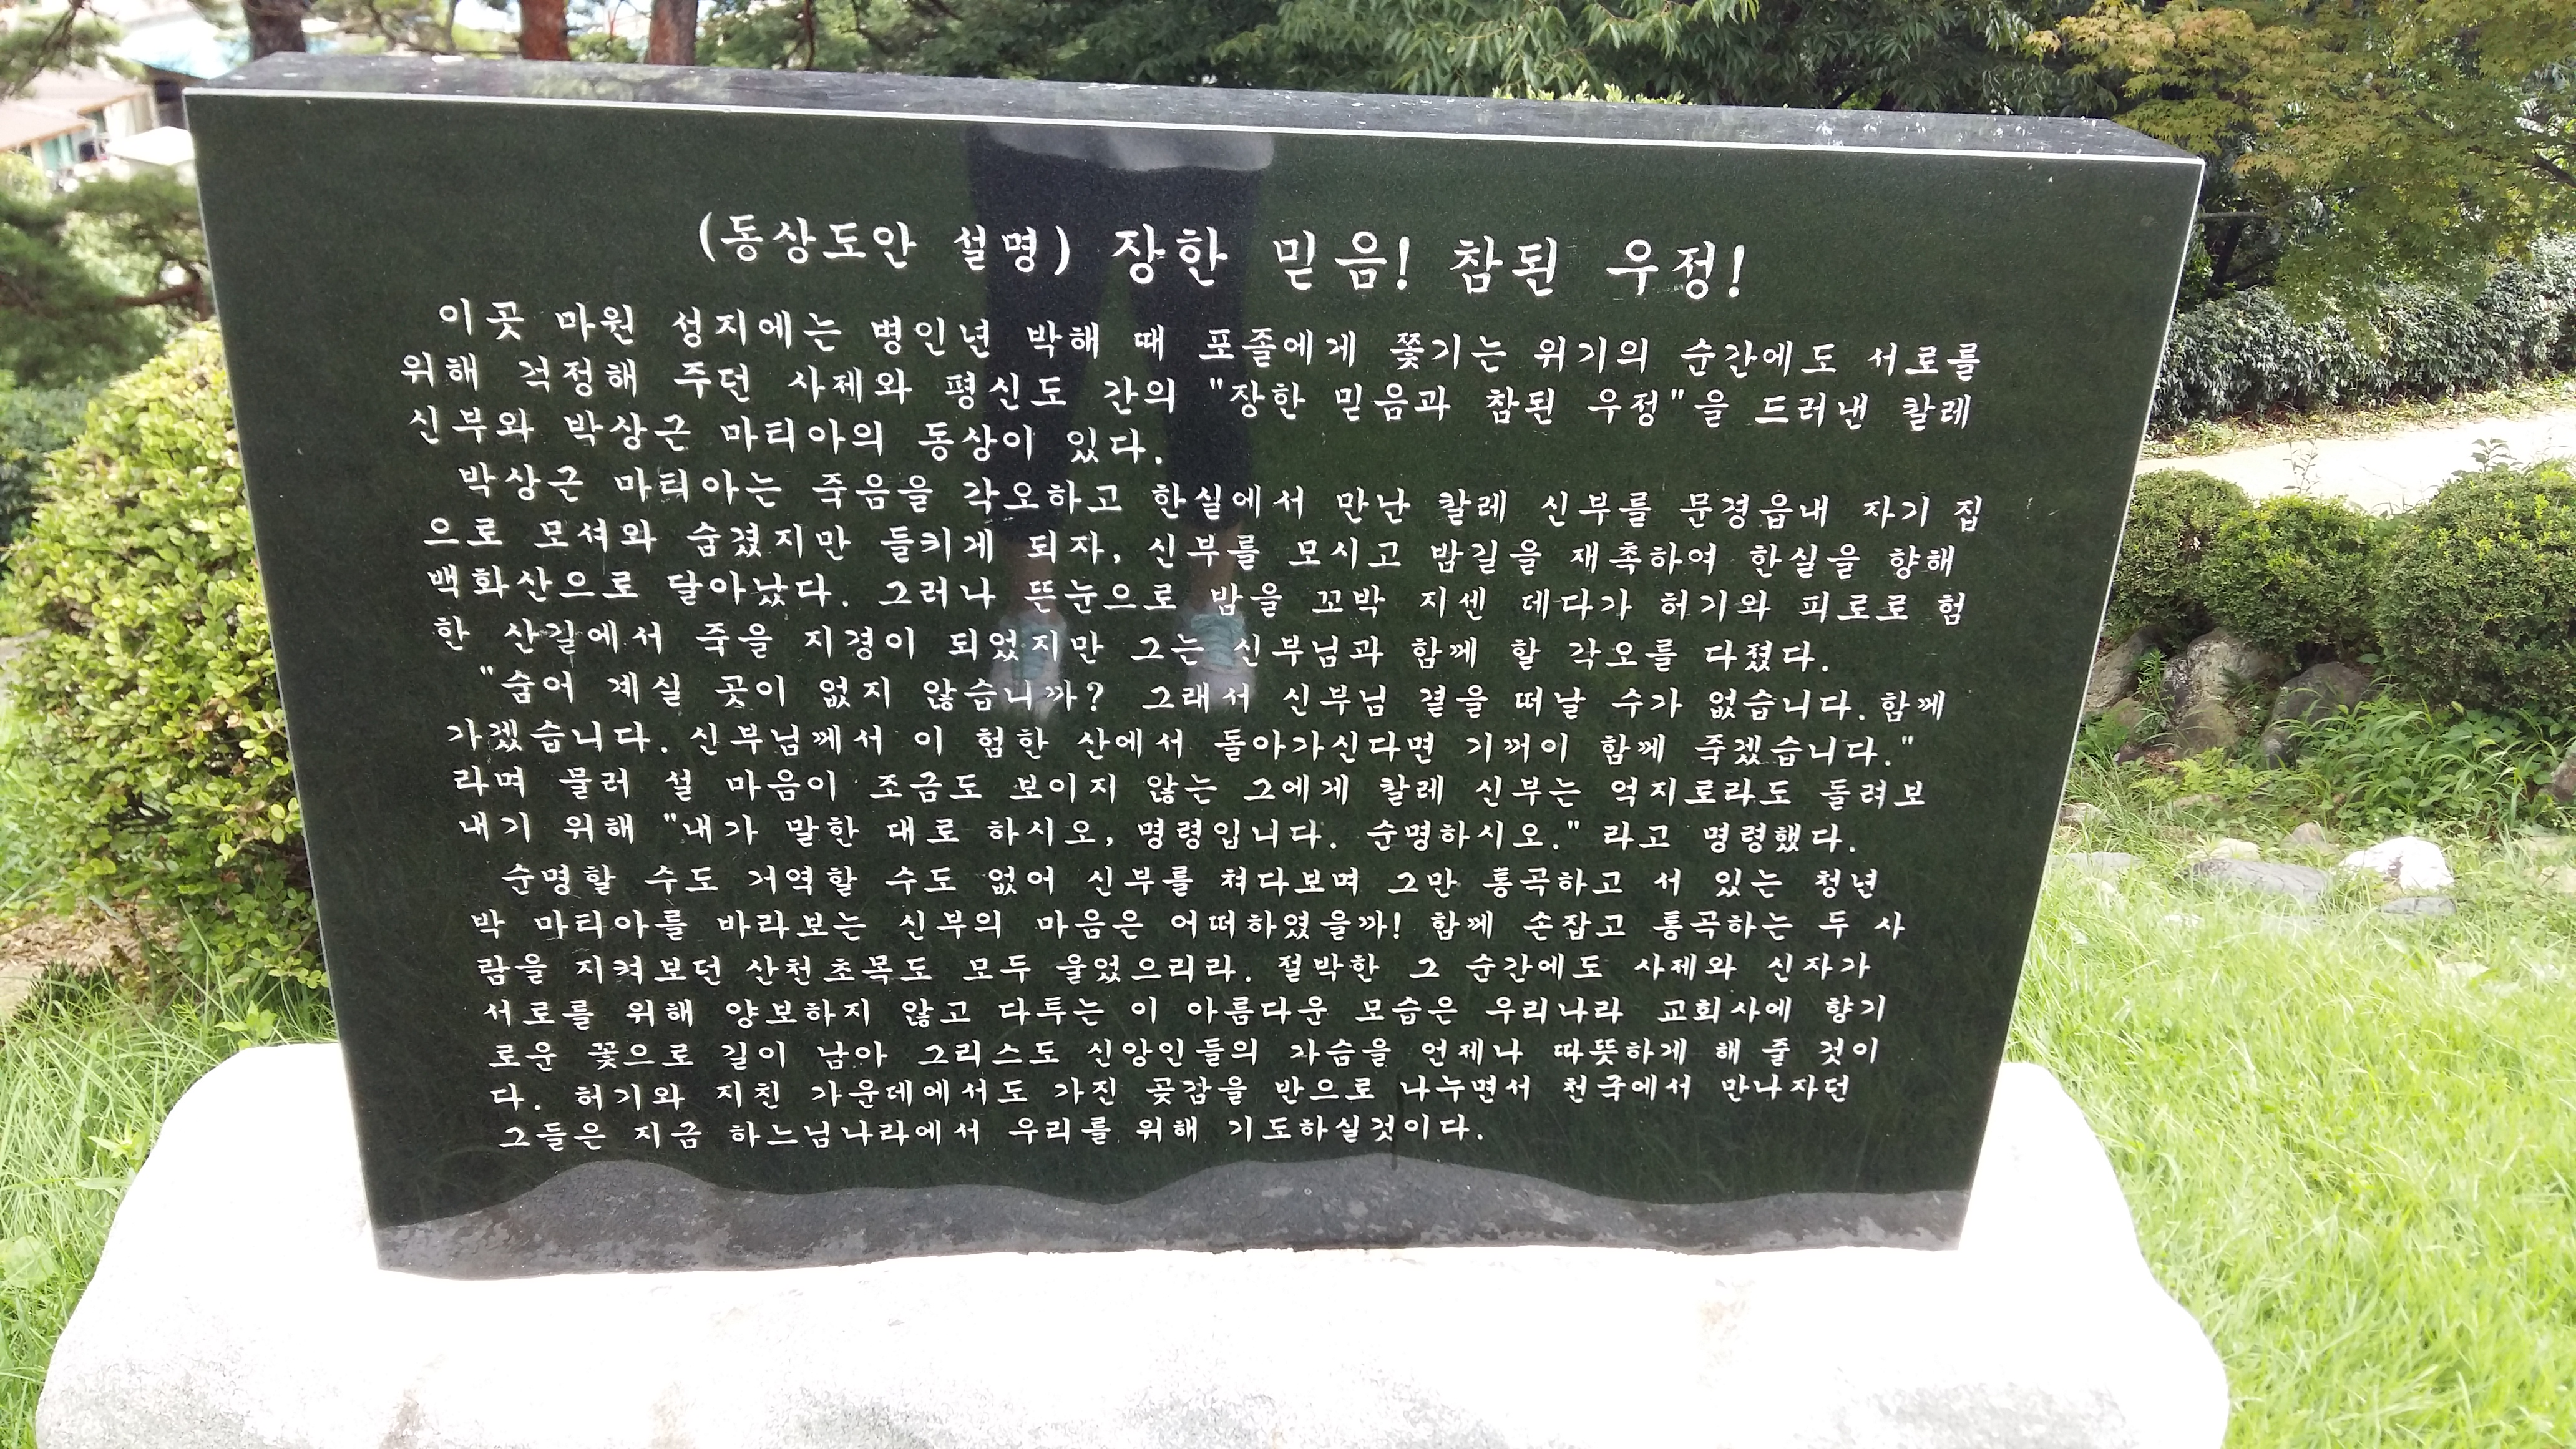 (동상도안 설명) 장한 믿음! 참된 우정!
이곳 마원 성지에는 병인년 박해 때 포졸에게 쫓기는 위기의 순간에도 서로를
위해 걱정해 주던 사제와 평신도 간의 "장한 믿음과 참된 우정"을 드러낸 칼레
신부와 박상근 마티아의 동상이 있다.
박상근 마티아는 죽음을 각오하고 한실에서 만난 칼레 신부를 문경읍내 자기 집
으로 모셔와 숨겼지만 들키게 되자, 신부를 모시고 밤길을 재촉하여 한실을 향해
백화산으로 달아났다. 그러나 뜬눈으로 밤을 꼬박 지센 데다가 허기와 피로로 험
한 산길에서 죽을 지경이 되었지만 그는 신부님과 함께 할 각오를 다졌다.
"숨어 계실 곳이 없지 않습니까? 그래서 신부님 곁을 떠날 수가 없습니다. 함께
가겠습니다. 신부님께서 이 험한 산에서 돌아가신다면 기꺼이 함께 죽겠습니다."
라며 물러 설 마음이 조금도 보이지 않는 그에게 칼레 신부는 억지로라도 돌려보
내기 위해 "내가 말한 대로 하시오, 명령입니다. 순명하시오." 라고 명령했다.
순명할 수도 거역할 수도 없어 신부를 쳐다보며 그만 통곡하고 서 있는 청년
박 마티아를 바라보는 신부의 마음은 어떠하였을까! 함께 손잡고 통곡하는 두 사
람을 지켜보던 산천초목도 모두 울었으리라. 절박한 그 순간에도 사제와 신자가
서로를 위해 양보하지 않고 다투는 이 아름다운 모습은 우리나라 교회사에 향기
로운 꽃으로 길이 남아 그리스도 신앙인들의 가슴을 언제나 따뜻하게 해 줄 것이
다. 허기와 지친 가운데에서도 가진 곶감을 반으로 나누면서 천국에서 만나자던
그들은 지금 하느님나라에서 우리를 위해 기도하실것이다.